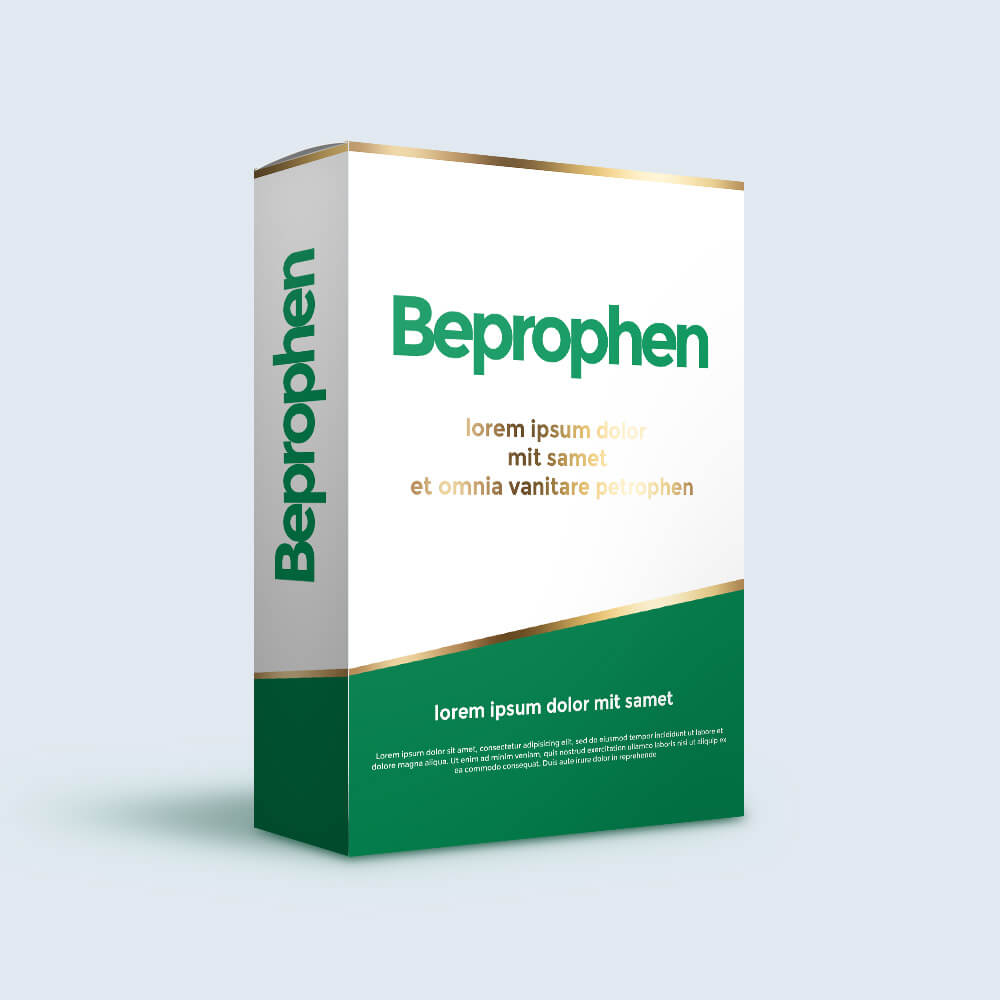 Beprophen
Beprophen
lorem ipsum dolor
mit samet
et omnia vanitare petrophen
lorem ipsum dolor mit samet
Lorem ipsum dolor sit amet, consectetur adipisicing elit, sed do eiusmod tempor incididunt ut labore et
dolore magna aliqua. Ut enim ad minim veniam, quis nostrud exercitation ullamco laboris nisi ut aliquip ex
ea commodo consequat. Duis aute irure dolor in reprehende